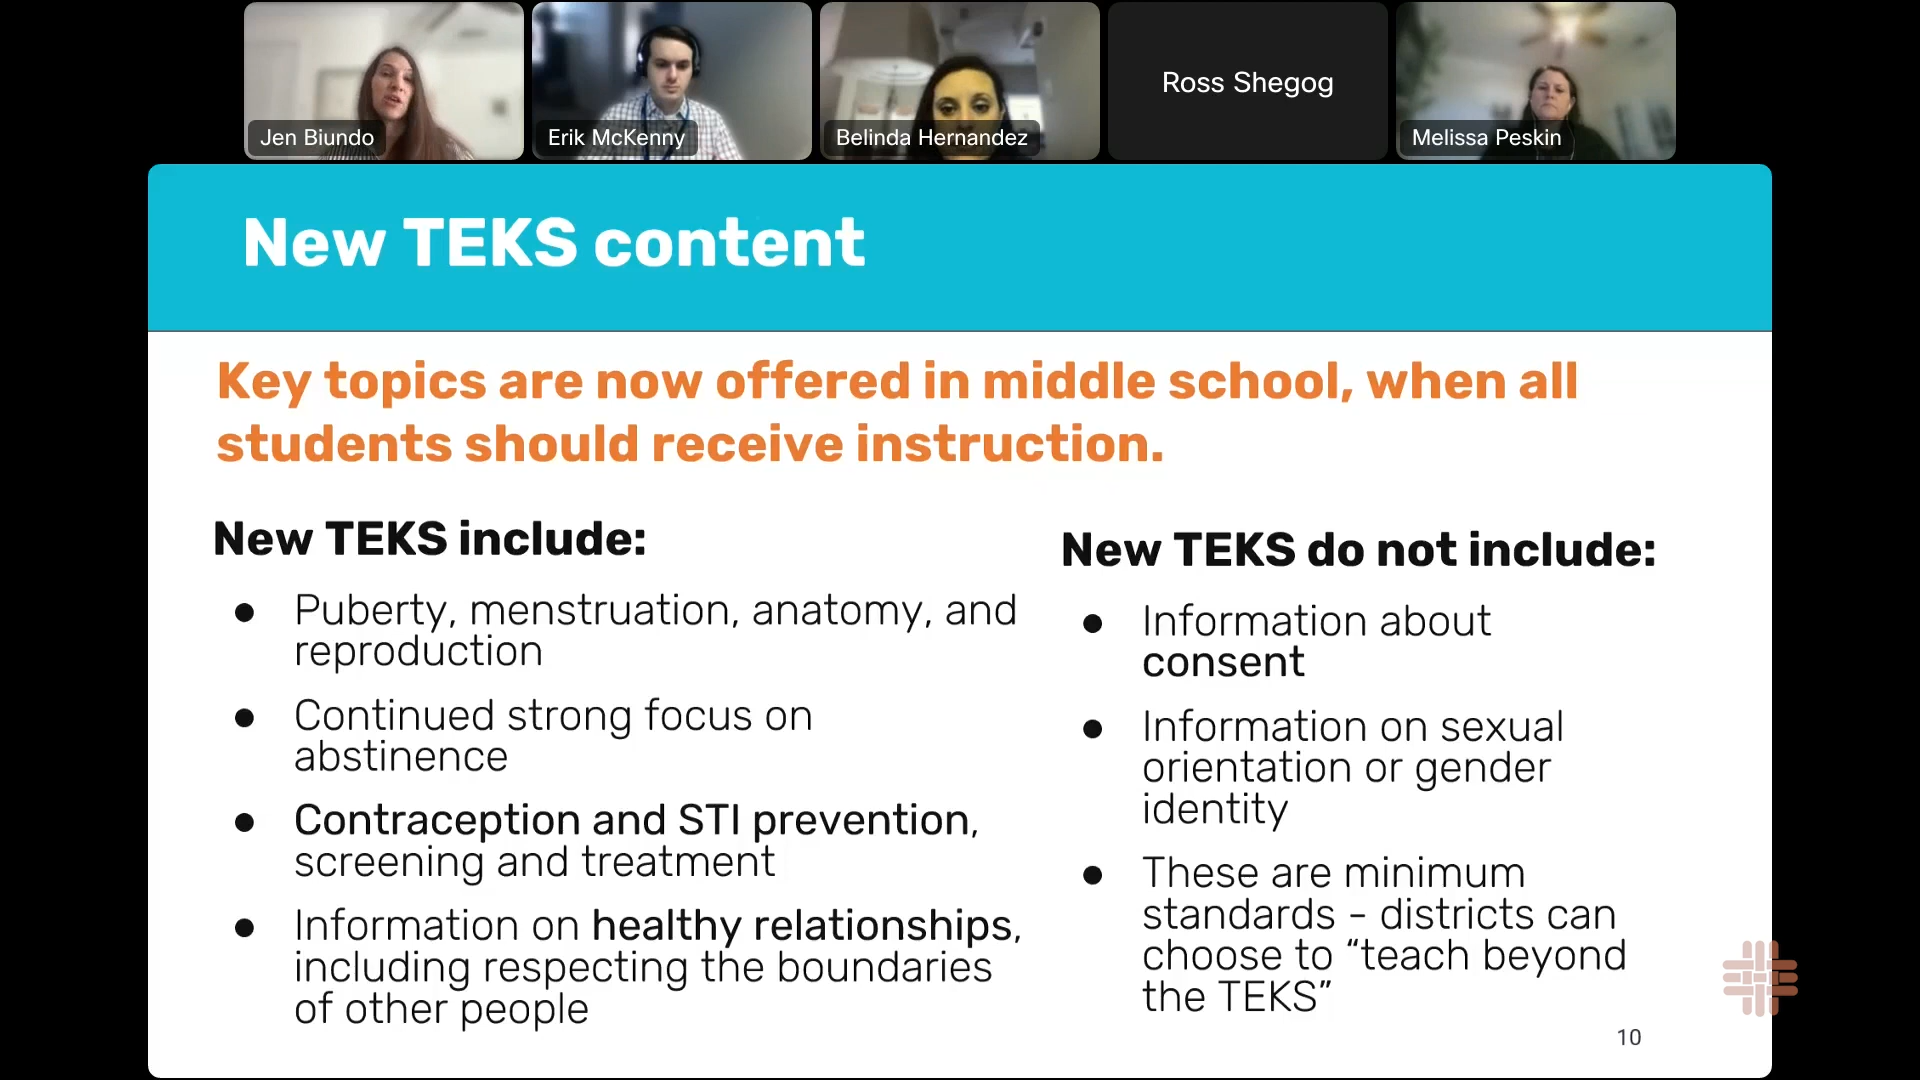 Jen Biundo
Erik McKenny
Belinda Hernandez
Ross Shegog
Melissa Peskin
New TEKS content
Key topics are now offered in middle school, when all
students should receive instruction.
New TEKS include:
● Puberty, menstruation, anatomy, and
reproduction
● Continued strong focus on
abstinence
● Contraception and STI prevention,
screening and treatment
● Information on healthy relationships,
including respecting the boundaries
of other people
New TEKS do not include:
● Information about
consent
● Information on sexual
orientation or gender
identity
● These are minimum
standards - districts can
choose to “teach beyond
the TEKS”
10